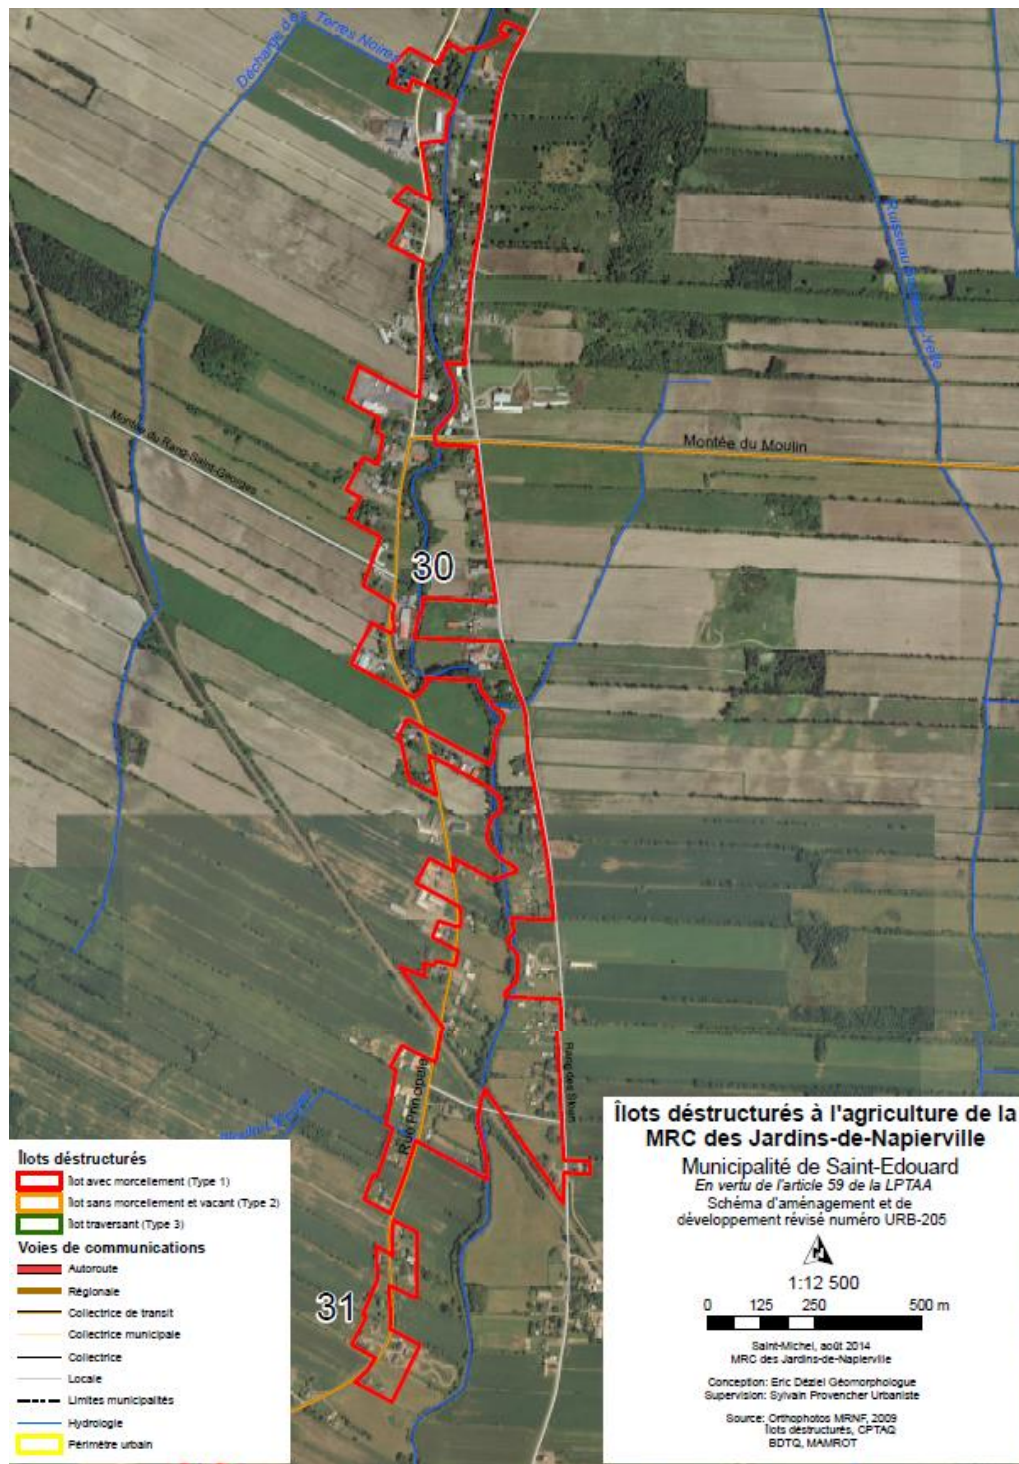 Décharge des Terres Noires
Ruisseau
Montée du Rang-Saint-Georges
Montée du Moulin
30
Rue Principale
Rang des Sloan
31
Îlots déstructurés
Îlot avec morcellement (Type 1)
Îlot sans morcellement et vacant (Type 2)
Îlot traversant (Type 3)
Voies de communications
Autoroute
Régionale
Collectrice de transit
Collectrice municipale
Collectrice
Locale
Limites municipalités
Hydrologie
Périmètre urbain
Îlots déstructurés à l'agriculture de la
MRC des Jardins-de-Napierville
Municipalité de Saint-Edouard
En vertu de l'article 59 de la LPTAA
Schéma d'aménagement et de
développement révisé numéro URB-205
N
1:12 500
0 125 250 500 m
Saint-Michel, août 2014
MRC des Jardins-de-Napierville
Conception: Eric Déziel Géomorphologue
Supervision: Sylvain Provencher Urbaniste
Source: Orthophotos MRNF, 2009
Îlots déstructurés, CPTAQ
BDTQ, MAMROT